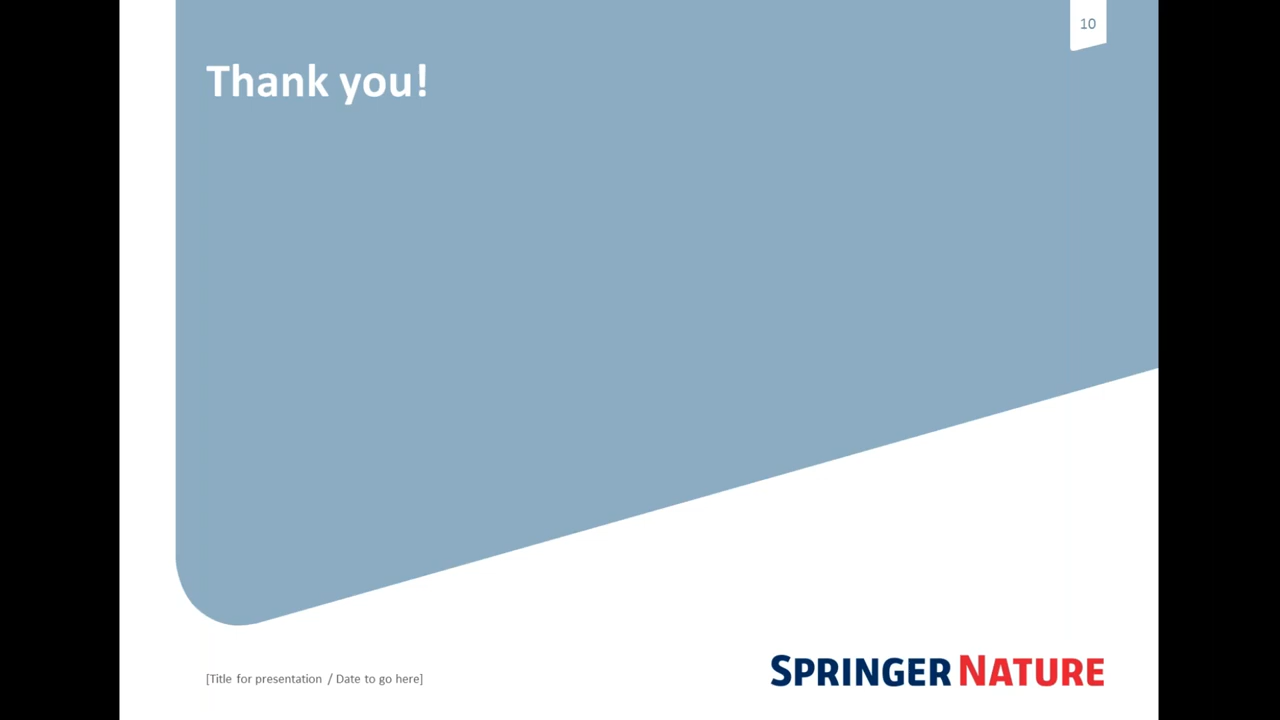 10
Thank you!
[Title for presentation / Date to go here]
SPRINGER NATURE